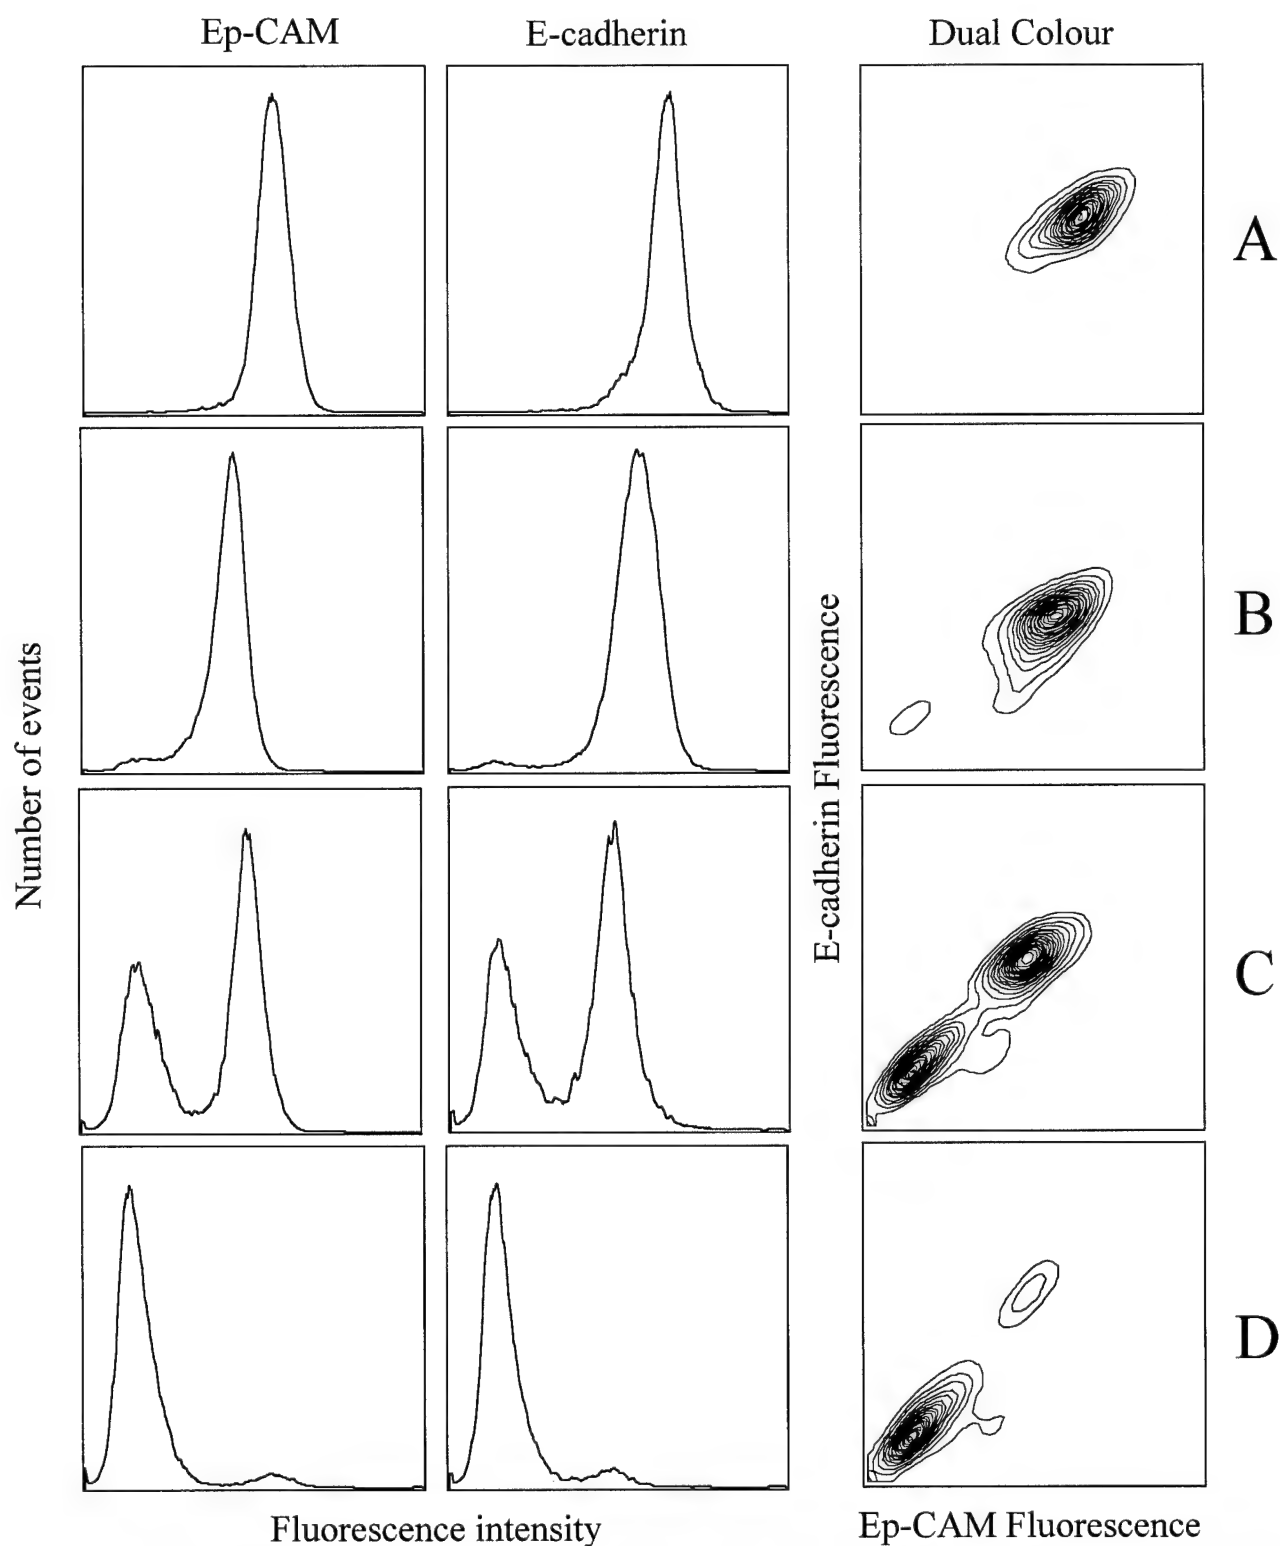 Ep-CAM
E-cadherin
Dual Colour
A
B
C
D
Number of events
E-cadherin Fluorescence
Fluorescence intensity
Ep-CAM Fluorescence